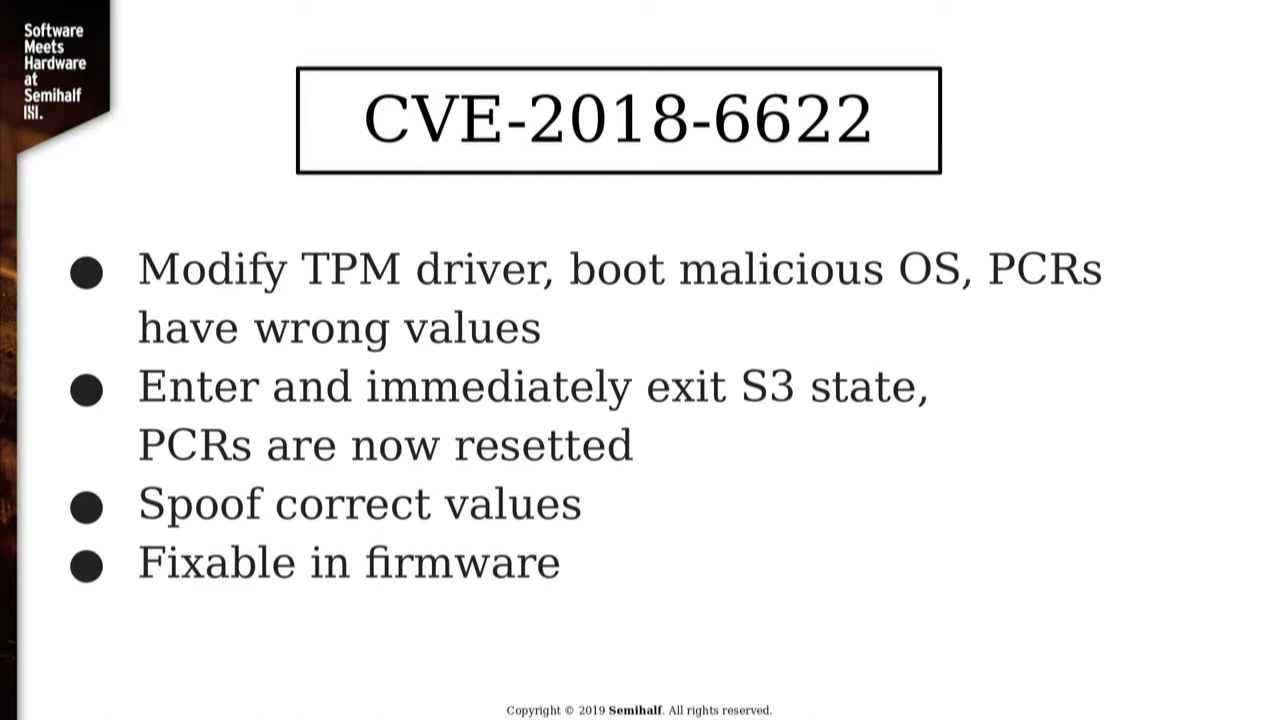 Software
Meets
Hardware
at
Semihalf
CVE-2018-6622
● Modify TPM driver, boot malicious OS, PCRs
have wrong values
● Enter and immediately exit S3 state,
PCRs are now resetted
● Spoof correct values
● Fixable in firmware
Copyright © 2019 Semihalf. All rights reserved.